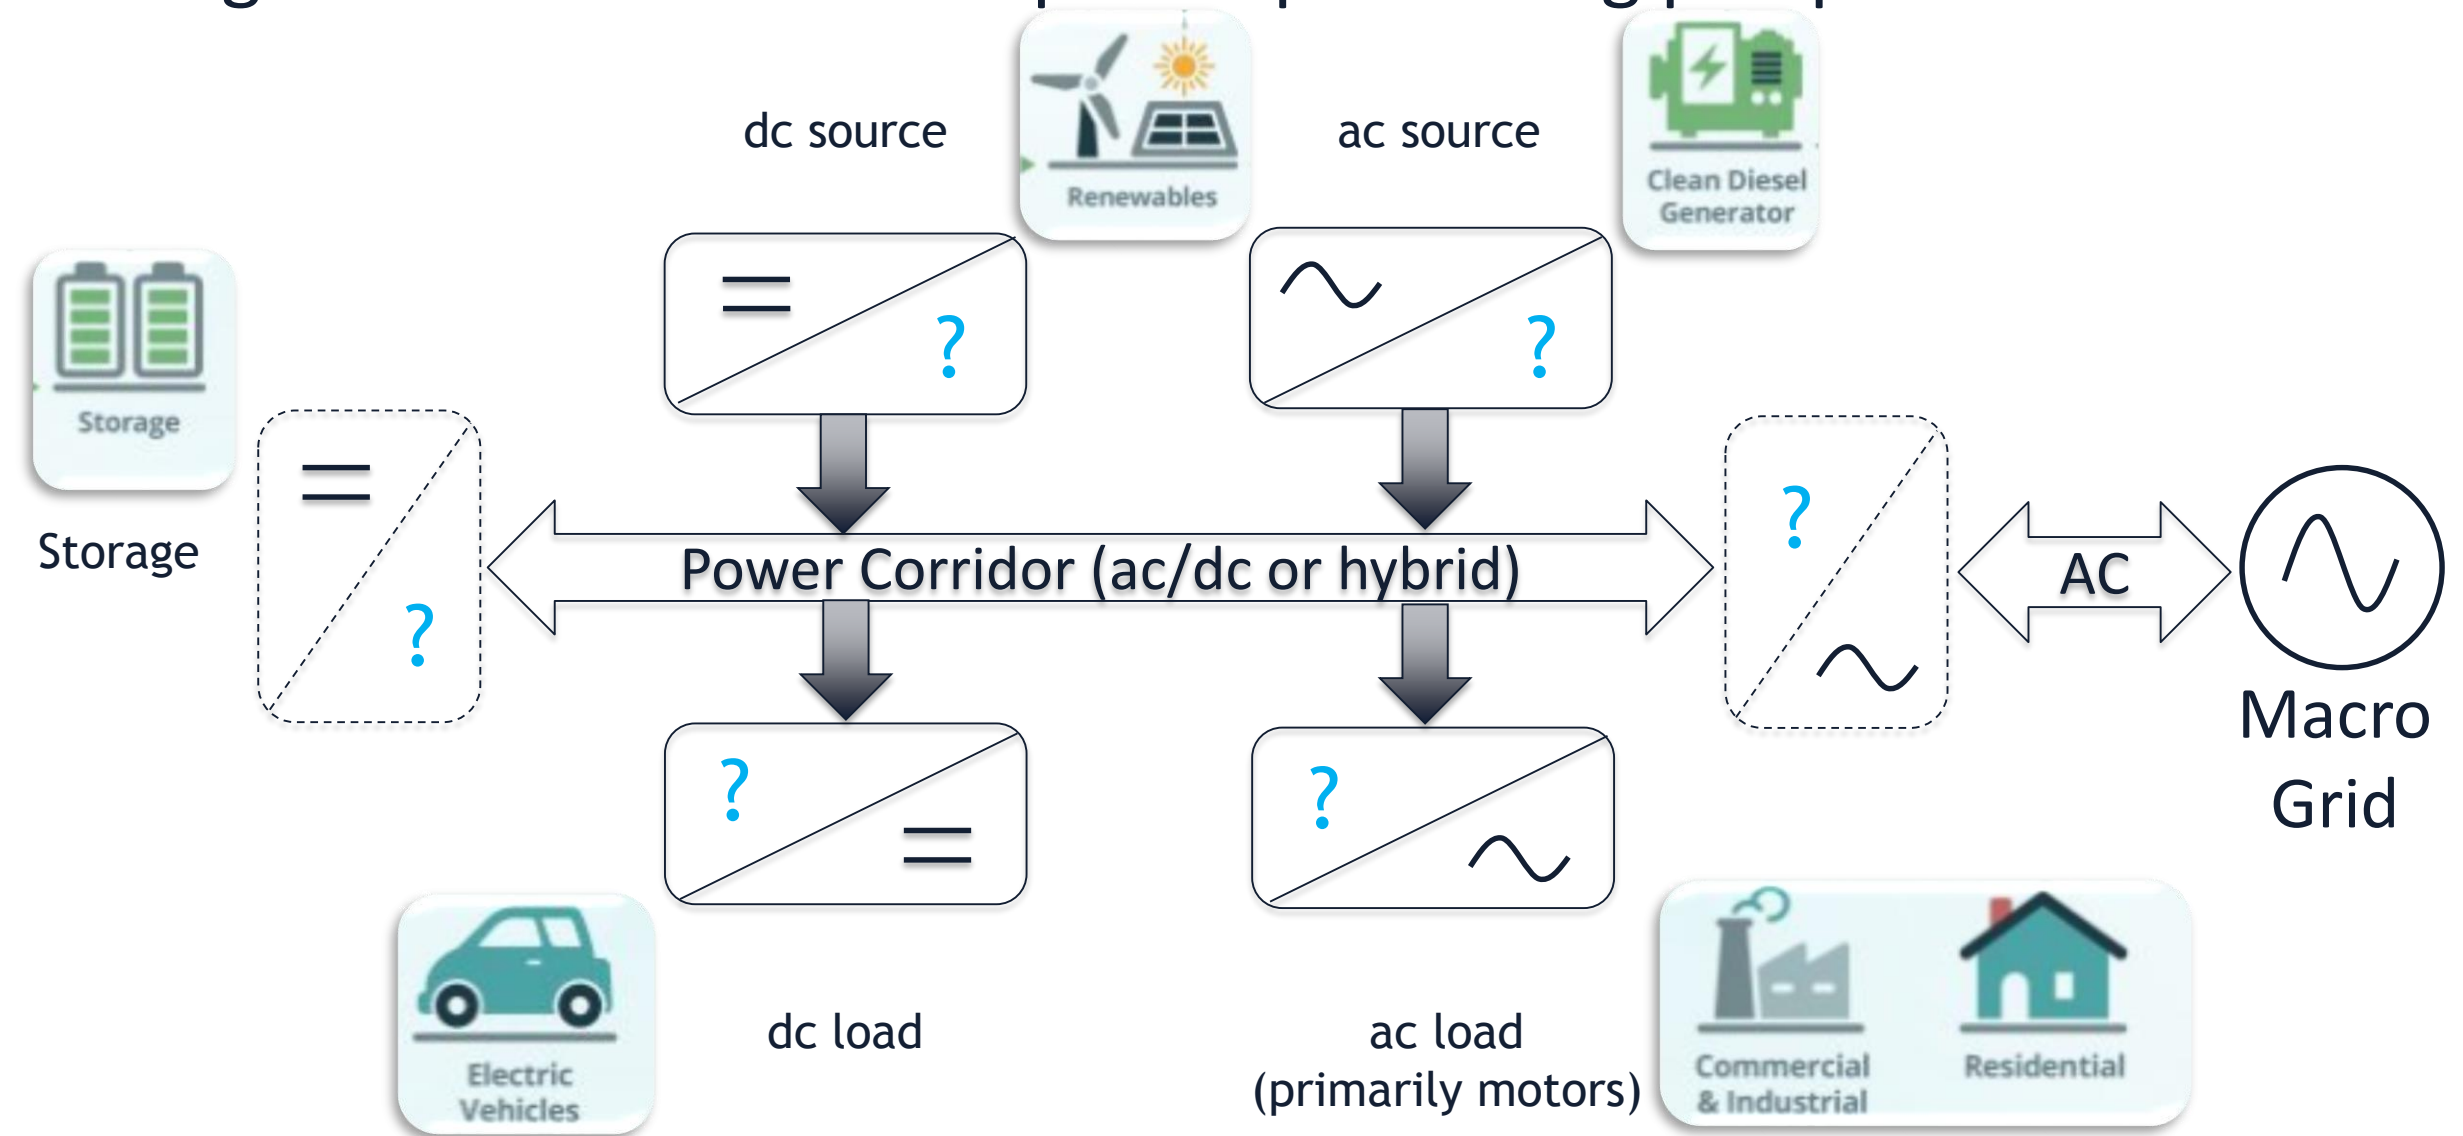 dc source
Renewables
ac source
Clean Diesel
Generator
=
?
?
Storage
=
?
Storage
?
Power Corridor (ac/dc or hybrid)
AC
Macro
Grid
?
=
?
Electric
Vehicles
dc load
ac load
(primarily motors)
Commercial
& Industrial
Residential